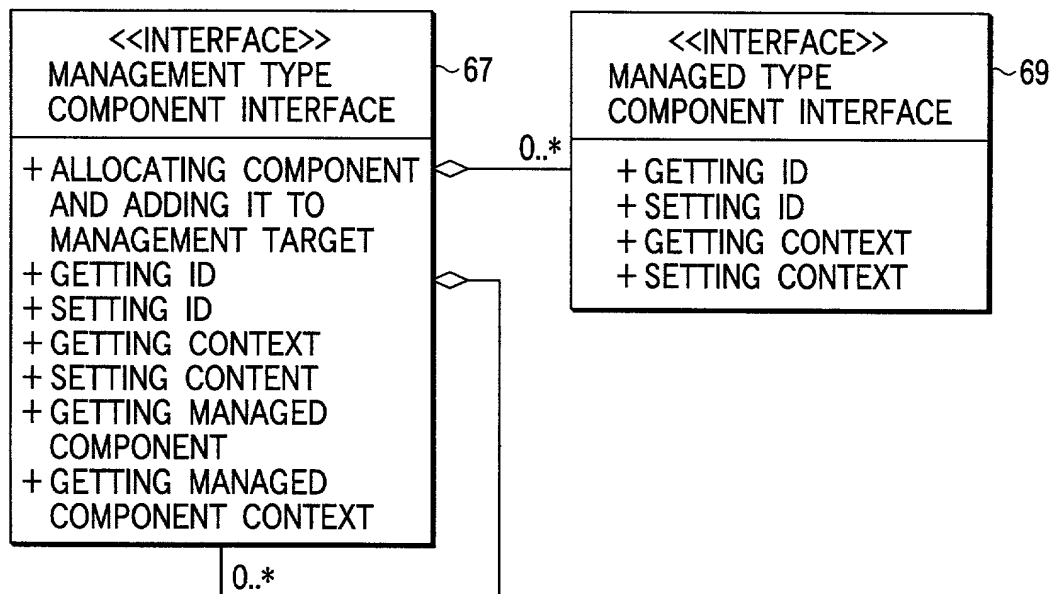 <<INTERFACE>>
MANAGEMENT TYPE
COMPONENT INTERFACE
67
+ ALLOCATING COMPONENT
AND ADDING IT TO
MANAGEMENT TARGET
+ GETTING ID
+ SETTING ID
+ GETTING CONTEXT
+ SETTING CONTENT
+ GETTING MANAGED
COMPONENT
+ GETTING MANAGED
COMPONENT CONTEXT
0..*
0..*
<<INTERFACE>>
MANAGED TYPE
COMPONENT INTERFACE
69
+ GETTING ID
+ SETTING ID
+ GETTING CONTEXT
+ SETTING CONTEXT